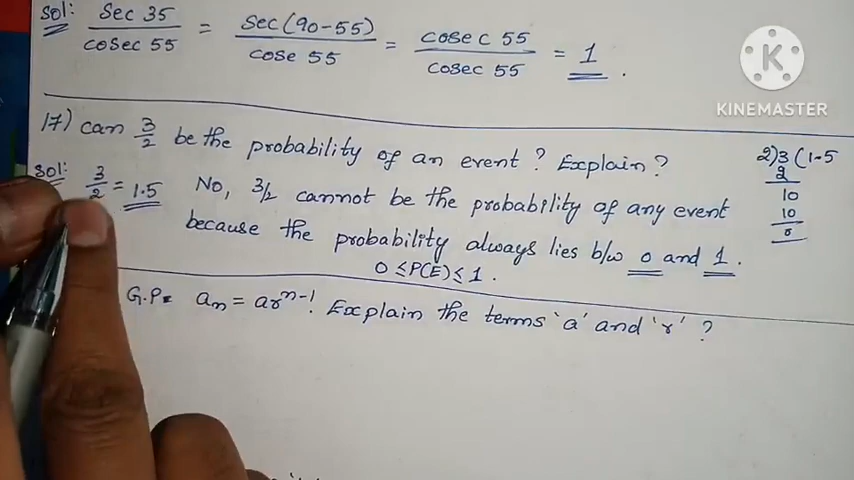 Sol: Sec 35 / cosec 55 = sec(90-55) / cose 55 = cosec 55 / cosec 55 = 1 .
KINEMASTER
17) can 3/2 be the probability of an event ? Explain ?
Sol: 3/2 = 1.5 No, 3/2 cannot be the probability of any event
because the probability always lies b/w 0 and 1 .
0 ≤ P(E) ≤ 1 .
2) 3 ( 1.5
2
10
10
0
G.P. aₙ = arⁿ⁻¹. Explain the terms 'a' and 'r' ?